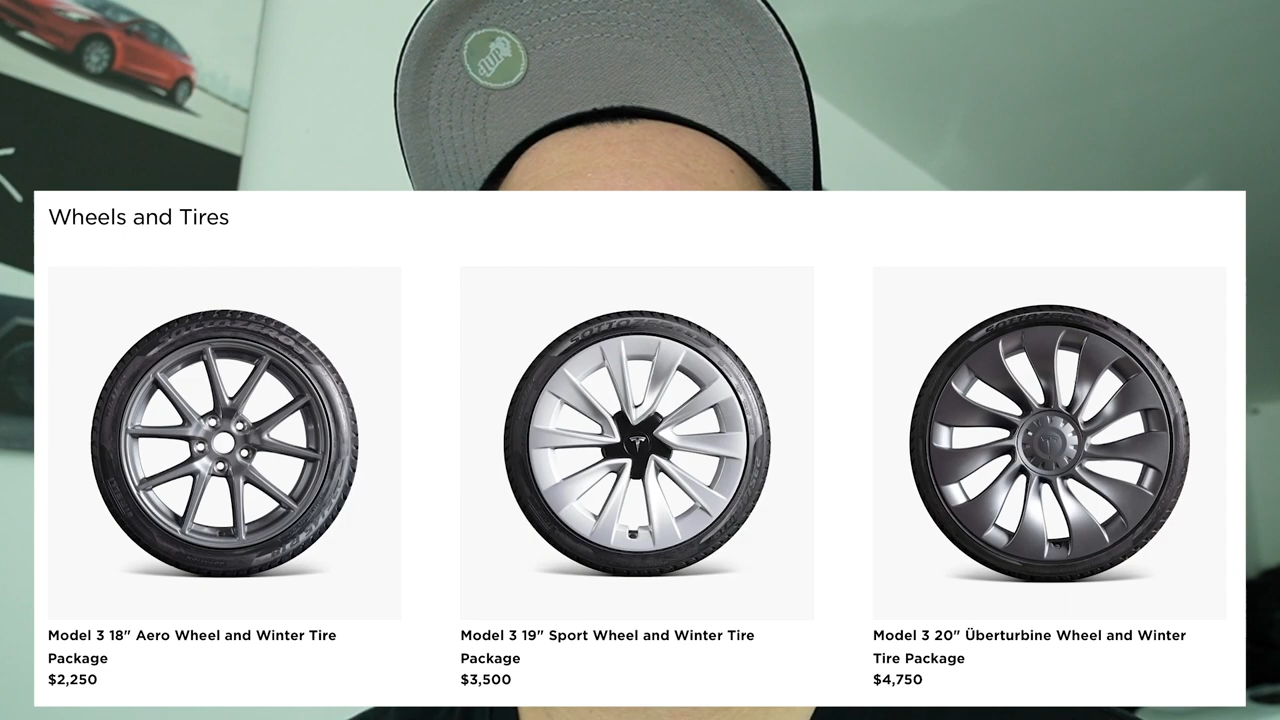 Wheels and Tires
Model 3 18" Aero Wheel and Winter Tire
Package
$2,250
Model 3 19" Sport Wheel and Winter Tire
Package
$3,500
Model 3 20" Überturbine Wheel and Winter
Tire Package
$4,750